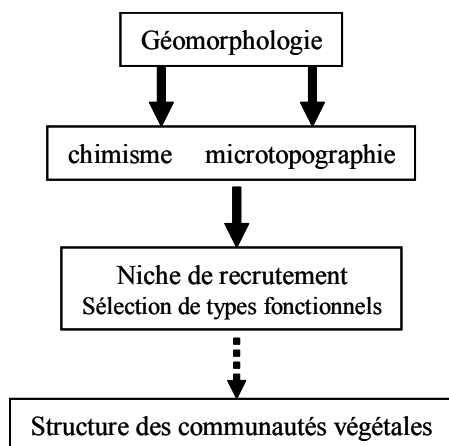 Géomorphologie
chimisme microtopographie
Niche de recrutement
Sélection de types fonctionnels
Structure des communautés végétales